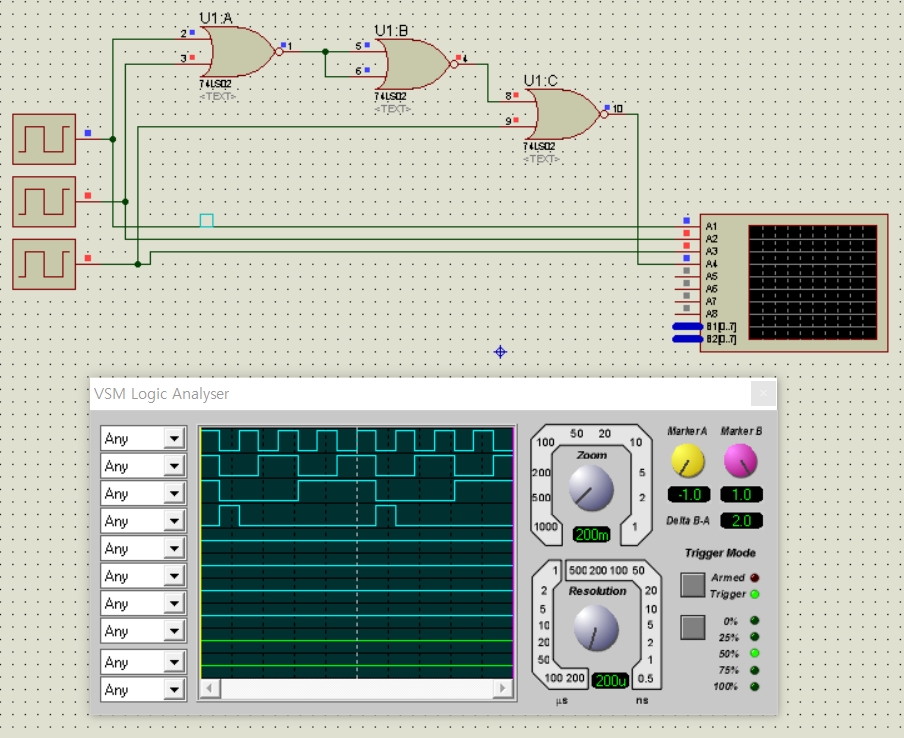 U1:A
2
3
1
74LS02
<TEXT>
U1:B
5
6
4
74LS02
<TEXT>
U1:C
8
9
10
74LS02
<TEXT>
A1
A2
A3
A4
A5
A6
A7
A8
B1[0..7]
B2[0..7]
VSM Logic Analyser
Any
Any
Any
Any
Any
Any
Any
Any
Any
Any
50 20
100 10
Zoom
200 5
500 2
1000 1
200m
1 500 200 100 50
2 20
Resolution
5 10
10 5
20 2
50 1
100 200 0.5
200u
µs ns
Marker A Marker B
-1.0 1.0
Delta B-A 2.0
Trigger Mode
Armed
Trigger
0%
25%
50%
75%
100%